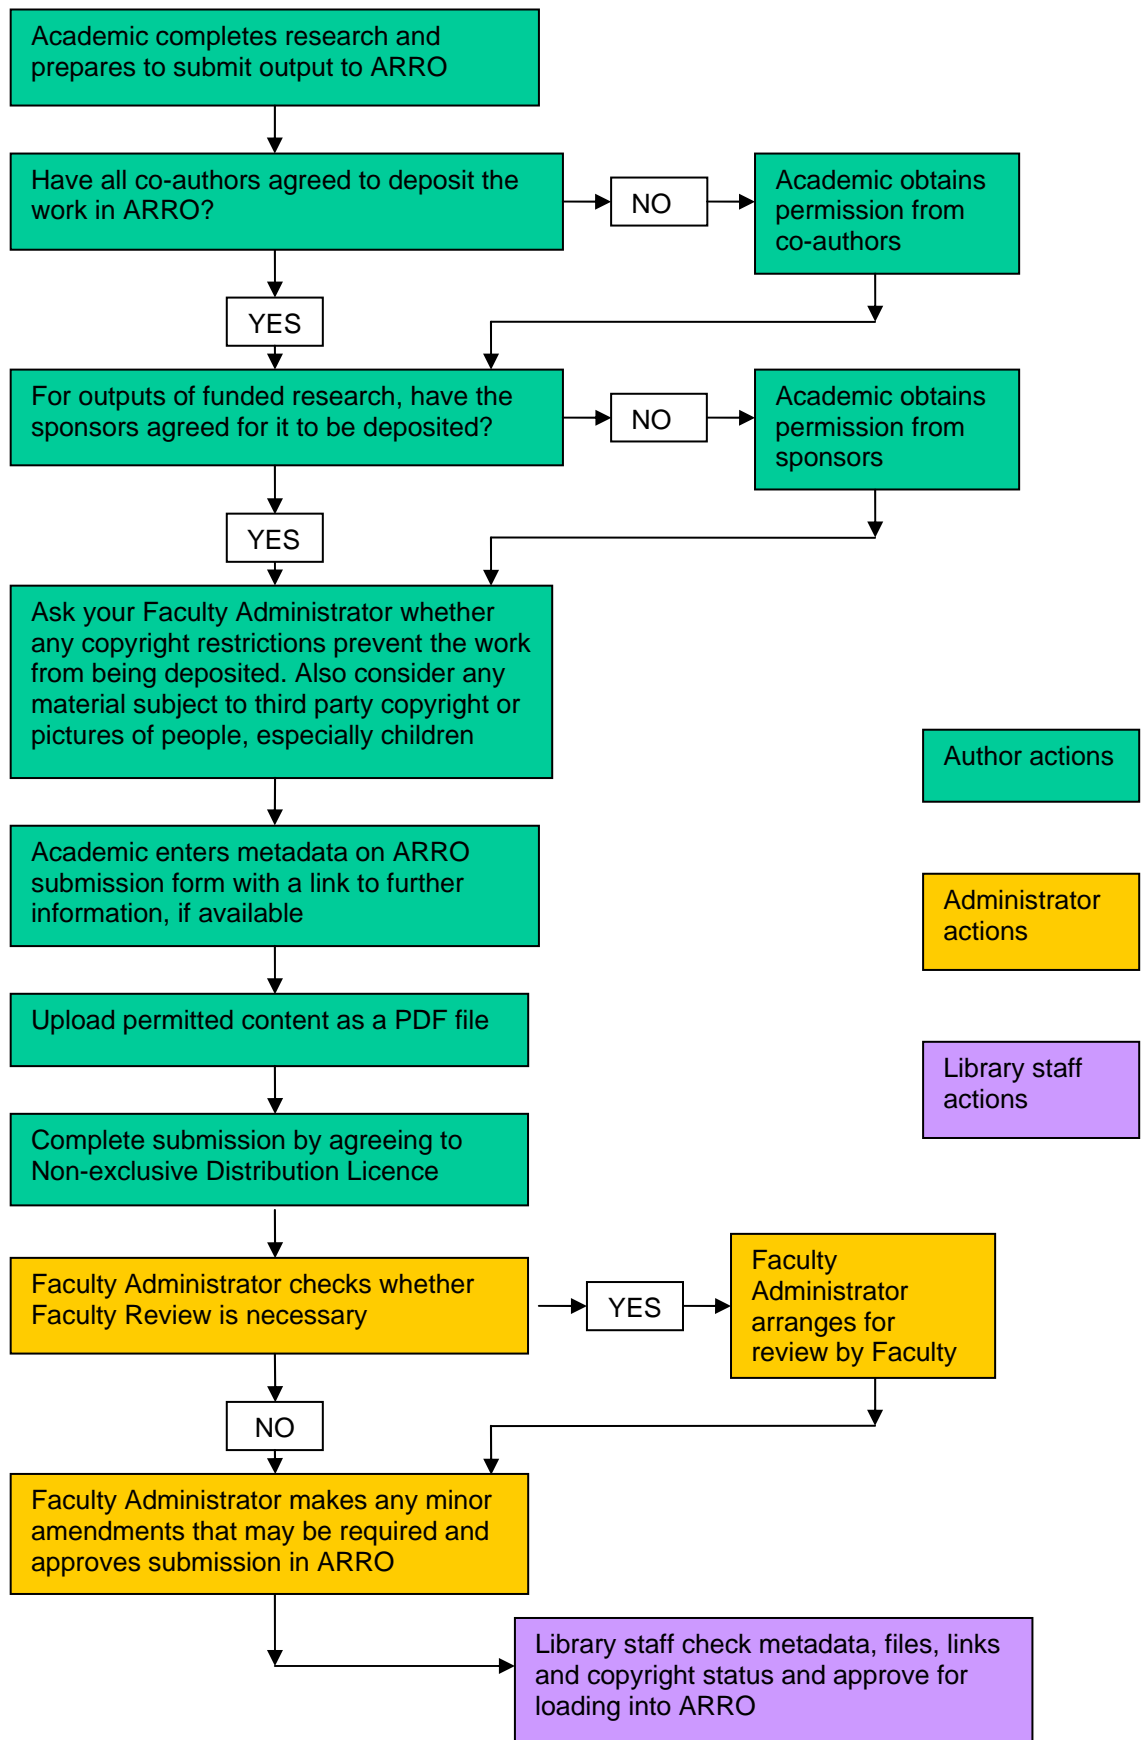 Academic completes research and
prepares to submit output to ARRO
Have all co-authors agreed to deposit the
work in ARRO?
NO
Academic obtains
permission from
co-authors
YES
For outputs of funded research, have the
sponsors agreed for it to be deposited?
NO
Academic obtains
permission from
sponsors
YES
Ask your Faculty Administrator whether
any copyright restrictions prevent the work
from being deposited. Also consider any
material subject to third party copyright or
pictures of people, especially children
Author actions
Academic enters metadata on ARRO
submission form with a link to further
information, if available
Administrator
actions
Upload permitted content as a PDF file
Library staff
actions
Complete submission by agreeing to
Non-exclusive Distribution Licence
Faculty Administrator checks whether
Faculty Review is necessary
YES
Faculty
Administrator
arranges for
review by Faculty
NO
Faculty Administrator makes any minor
amendments that may be required and
approves submission in ARRO
Library staff check metadata, files, links
and copyright status and approve for
loading into ARRO